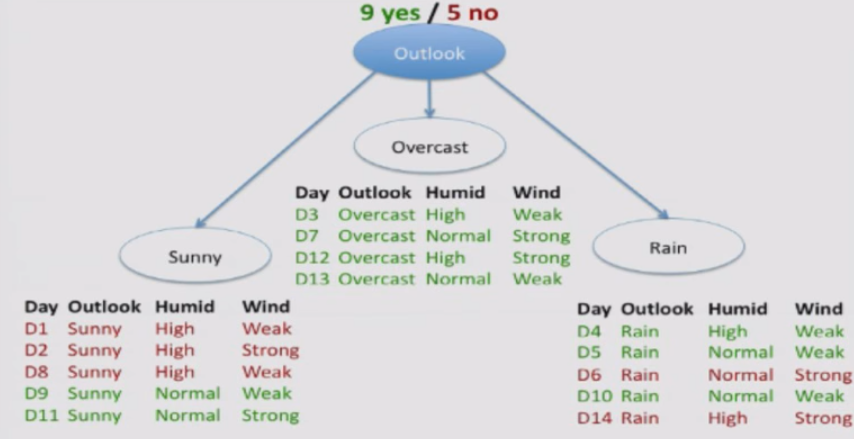 9 yes / 5 no
Outlook
Overcast
Day Outlook Humid Wind
D3 Overcast High Weak
D7 Overcast Normal Strong
D12 Overcast High Strong
D13 Overcast Normal Weak
Sunny
Day Outlook Humid Wind
D1 Sunny High Weak
D2 Sunny High Strong
D8 Sunny High Weak
D9 Sunny Normal Weak
D11 Sunny Normal Strong
Rain
Day Outlook Humid Wind
D4 Rain High Weak
D5 Rain Normal Weak
D6 Rain Normal Strong
D10 Rain Normal Weak
D14 Rain High Strong